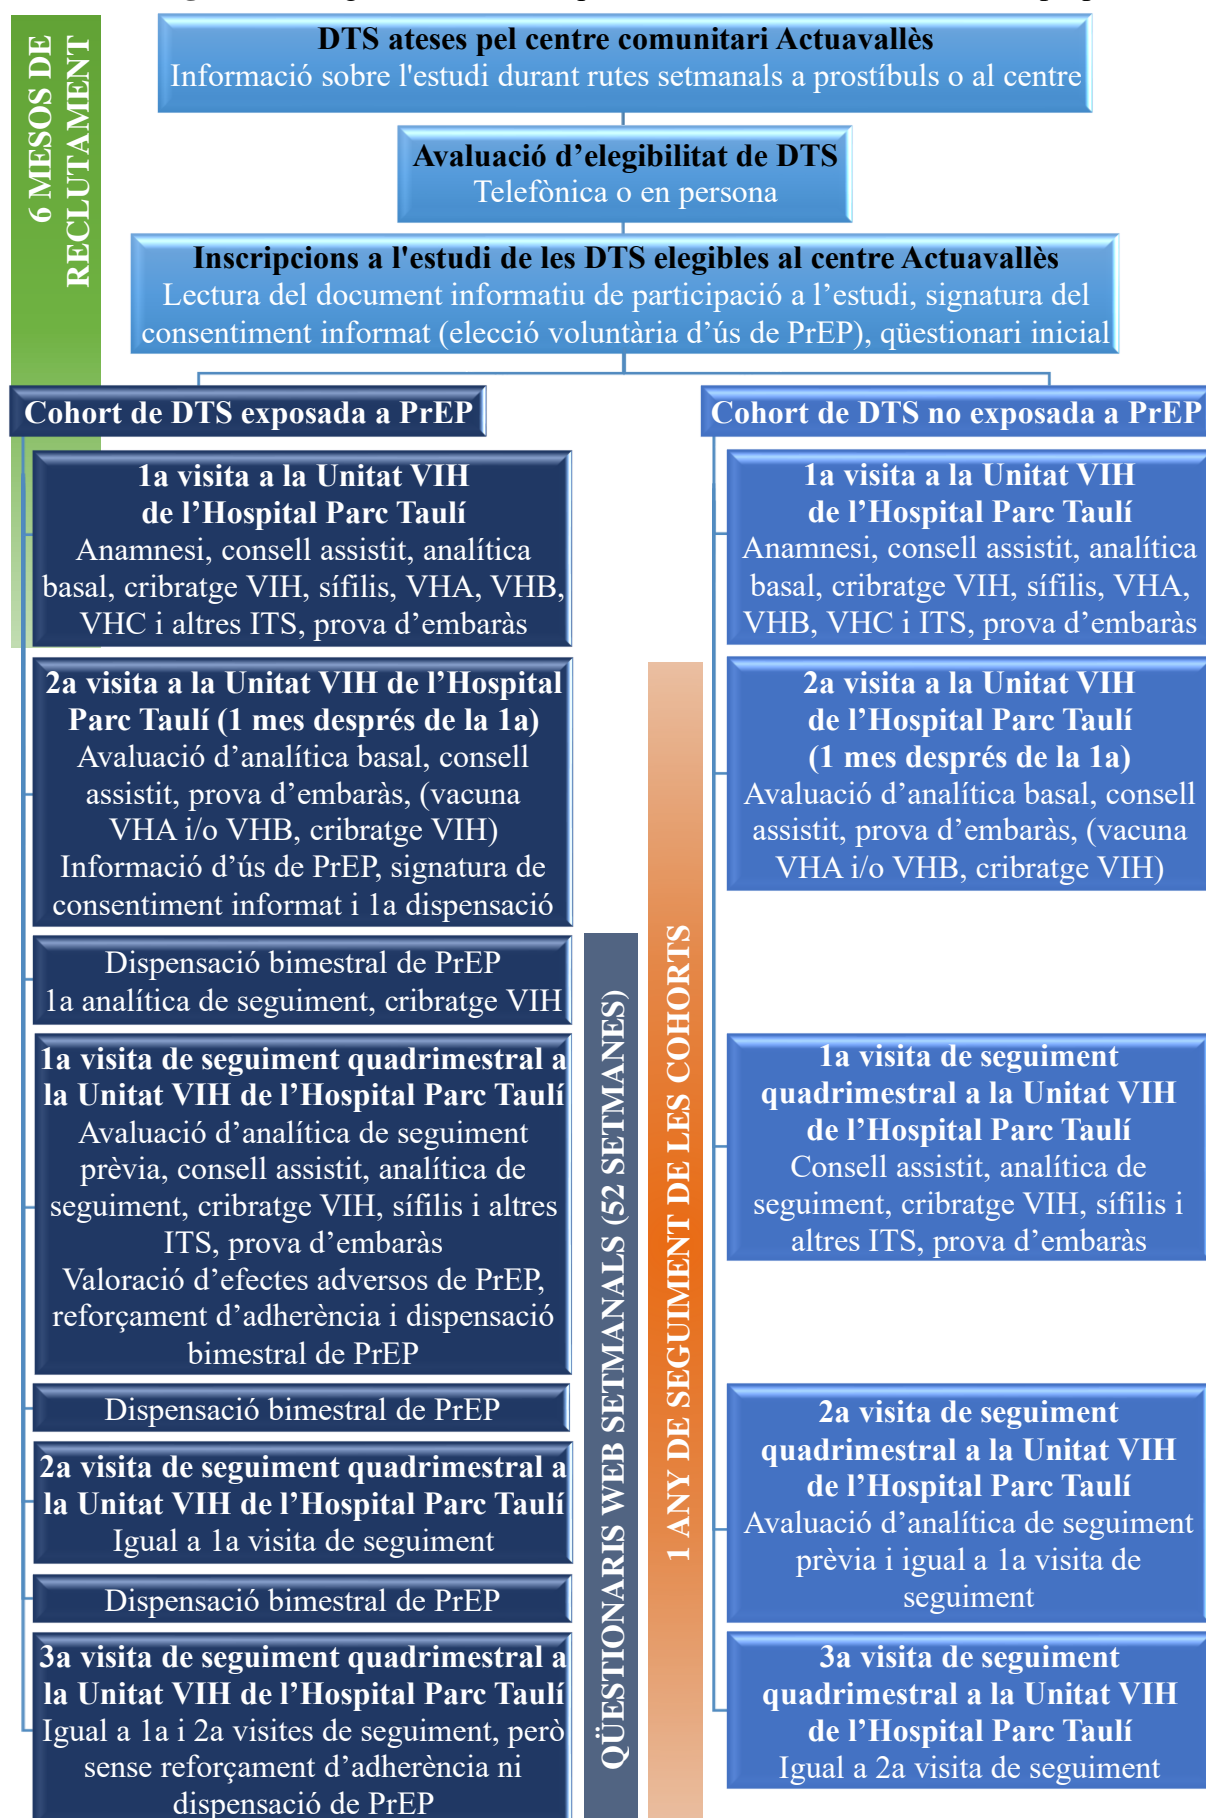 6 MESOS DE
RECLUTAMENT
DTS ateses pel centre comunitari Actuavallès
Informació sobre l'estudi durant rutes setmanals a prostíbuls o al centre
Avaluació d’elegibilitat de DTS
Telefònica o en persona
Inscripcions a l'estudi de les DTS elegibles al centre Actuavallès
Lectura del document informatiu de participació a l’estudi, signatura del
consentiment informat (elecció voluntària d’ús de PrEP), qüestionari inicial
Cohort de DTS exposada a PrEP
1a visita a la Unitat VIH
de l’Hospital Parc Taulí
Anamnesi, consell assistit, analítica
basal, cribratge VIH, sífilis, VHA, VHB,
VHC i altres ITS, prova d’embaràs
2a visita a la Unitat VIH de l’Hospital
Parc Taulí (1 mes després de la 1a)
Avaluació d’analítica basal, consell
assistit, prova d’embaràs, (vacuna
VHA i/o VHB, cribratge VIH)
Informació d’ús de PrEP, signatura de
consentiment informat i 1a dispensació
Dispensació bimestral de PrEP
1a analítica de seguiment, cribratge VIH
1a visita de seguiment quadrimestral a
la Unitat VIH de l’Hospital Parc Taulí
Avaluació d’analítica de seguiment
prèvia, consell assistit, analítica de
seguiment, cribratge VIH, sífilis i altres
ITS, prova d’embaràs
Valoració d’efectes adversos de PrEP,
reforçament d’adherència i dispensació
bimestral de PrEP
Dispensació bimestral de PrEP
2a visita de seguiment quadrimestral a
la Unitat VIH de l’Hospital Parc Taulí
Igual a 1a visita de seguiment
Dispensació bimestral de PrEP
3a visita de seguiment quadrimestral a
la Unitat VIH de l’Hospital Parc Taulí
Igual a 1a i 2a visites de seguiment, però
sense reforçament d’adherència ni
dispensació de PrEP
QÜESTIONARIS WEB SETMANALS (52 SETMANES)
1 ANY DE SEGUIMENT DE LES COHORTS
Cohort de DTS no exposada a PrEP
1a visita a la Unitat VIH
de l’Hospital Parc Taulí
Anamnesi, consell assistit, analítica
basal, cribratge VIH, sífilis, VHA,
VHB, VHC i ITS, prova d’embaràs
2a visita a la Unitat VIH
de l’Hospital Parc Taulí
(1 mes després de la 1a)
Avaluació d’analítica basal, consell
assistit, prova d’embaràs, (vacuna
VHA i/o VHB, cribratge VIH)
1a visita de seguiment
quadrimestral a la Unitat VIH
de l’Hospital Parc Taulí
Consell assistit, analítica de
seguiment, cribratge VIH, sífilis i
altres ITS, prova d’embaràs
2a visita de seguiment
quadrimestral a la Unitat VIH
de l’Hospital Parc Taulí
Avaluació d’analítica de seguiment
prèvia i igual a 1a visita de
seguiment
3a visita de seguiment
quadrimestral a la Unitat VIH
de l’Hospital Parc Taulí
Igual a 2a visita de seguiment